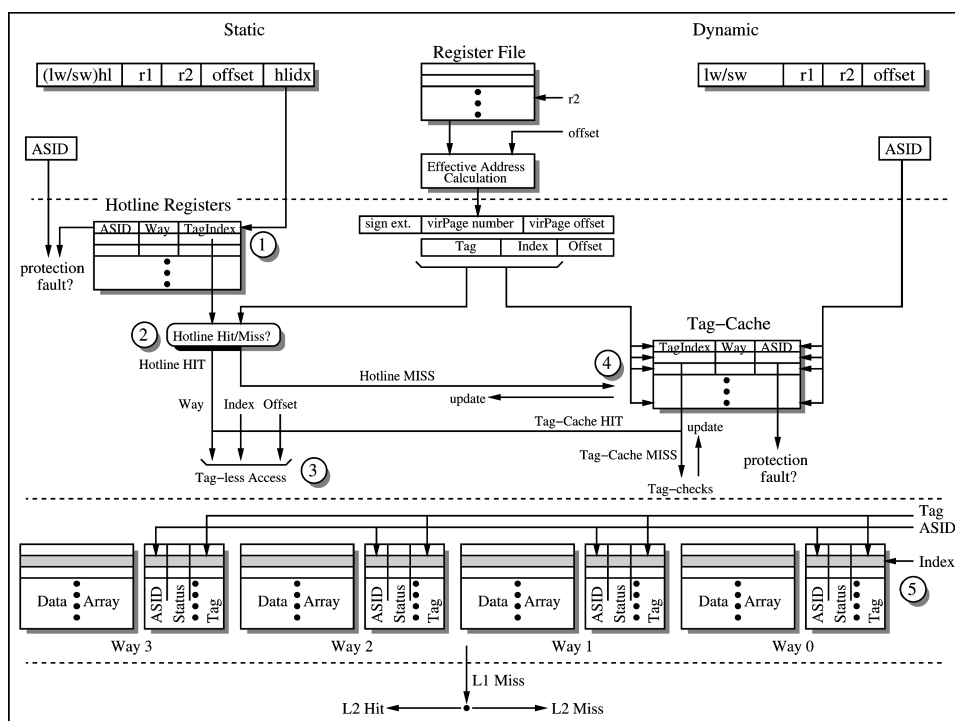 Static
Dynamic
Register File
(lw/sw)hl r1 r2 offset hlidx
lw/sw r1 r2 offset
r2
offset
ASID
ASID
Effective Address
Calculation
Hotline Registers
sign ext. virPage number virPage offset
ASID Way TagIndex
1
Tag Index Offset
protection
fault?
2
Hotline Hit/Miss?
Tag-Cache
TagIndex Way ASID
Hotline HIT
4
Hotline MISS
update
Way Index Offset
Tag-Cache HIT
update
Tag-Cache MISS
protection
fault?
Tag-less Access
3
Tag-checks
Tag
ASID
Index
5
Data Array
ASID
Status
Tag
Data Array
ASID
Status
Tag
Data Array
ASID
Status
Tag
Data Array
ASID
Status
Tag
Way 3
Way 2
Way 1
Way 0
L1 Miss
L2 Hit
L2 Miss